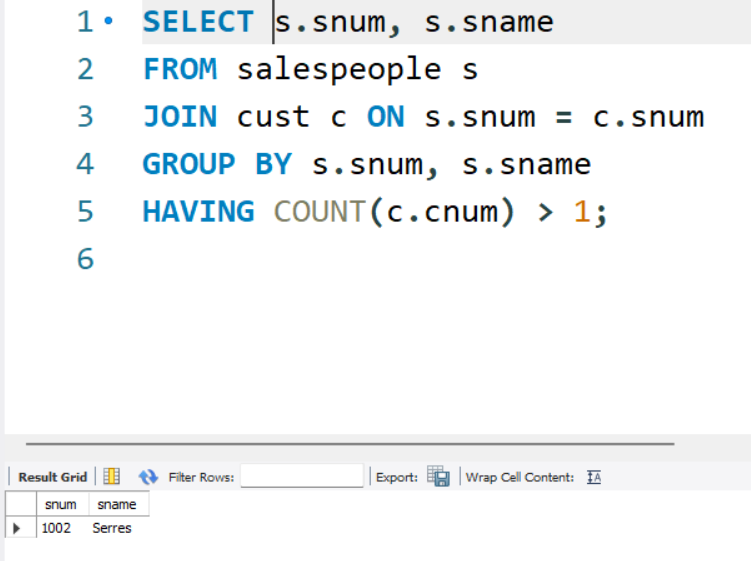 1 SELECT s.snum, s.sname
2 FROM salespeople s
3 JOIN cust c ON s.snum = c.snum
4 GROUP BY s.snum, s.sname
5 HAVING COUNT(c.cnum) > 1;
6
Result Grid Filter Rows: Export: Wrap Cell Content: IA
snum sname
1002 Serres